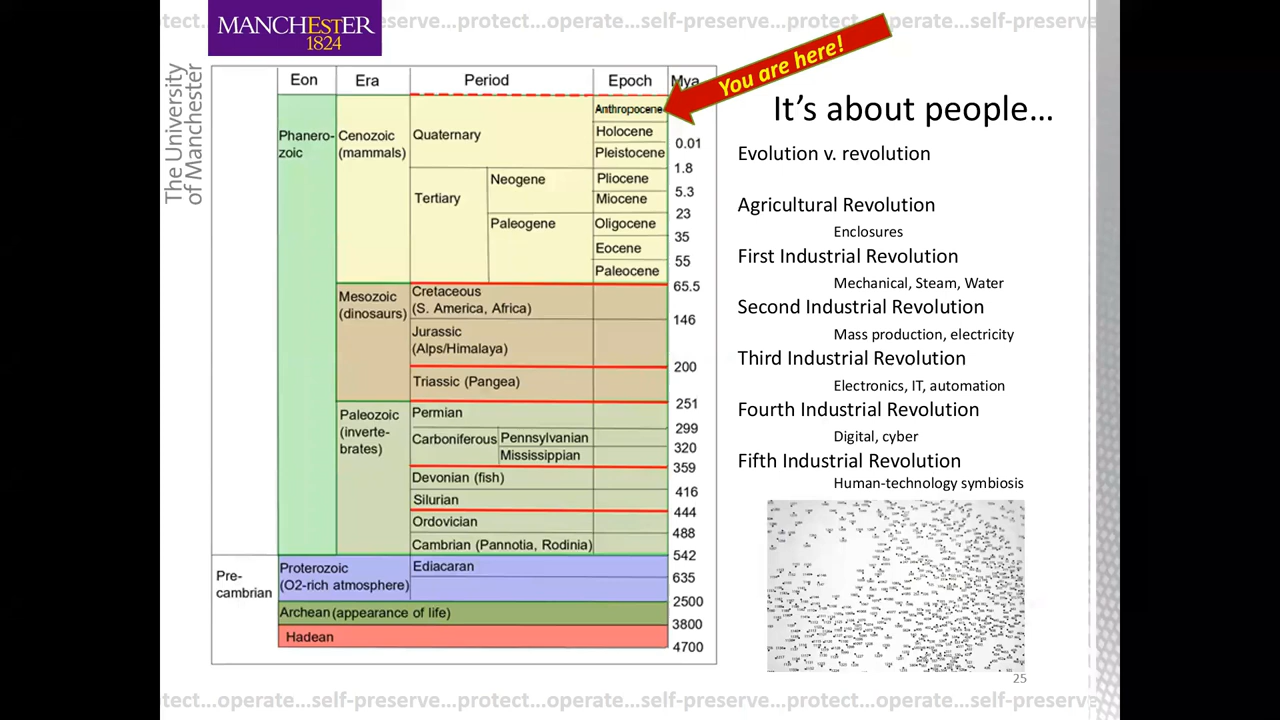 tect...operate...self-preserve...protect...operate...self-preserve...protect...operate...self-preserve
MANCHESTER
1824
The University
of Manchester
You are here!
It's about people...
Eon Era Period Epoch Mya
Anthropocene
Phanero-
zoic
Cenozoic
(mammals)
Quaternary
Holocene
0.01
Pleistocene
1.8
Tertiary
Neogene
Pliocene
5.3
Miocene
23
Paleogene
Oligocene
35
Eocene
55
Paleocene
65.5
Mesozoic
(dinosaurs)
Cretaceous
(S. America, Africa)
146
Jurassic
(Alps/Himalaya)
200
Triassic (Pangea)
251
Paleozoic
(inverte-
brates)
Permian
299
Carboniferous
Pennsylvanian
320
Mississippian
359
Devonian (fish)
416
Silurian
444
Ordovician
488
Cambrian (Pannotia, Rodinia)
542
Pre-
cambrian
Proterozoic
(O2-rich atmosphere)
Ediacaran
635
2500
Archean (appearance of life)
3800
Hadean
4700
Evolution v. revolution
Agricultural Revolution
Enclosures
First Industrial Revolution
Mechanical, Steam, Water
Second Industrial Revolution
Mass production, electricity
Third Industrial Revolution
Electronics, IT, automation
Fourth Industrial Revolution
Digital, cyber
Fifth Industrial Revolution
Human-technology symbiosis
25
tect...operate...self-preserve...protect...operate...self-preserve...protect...operate...self-preserve